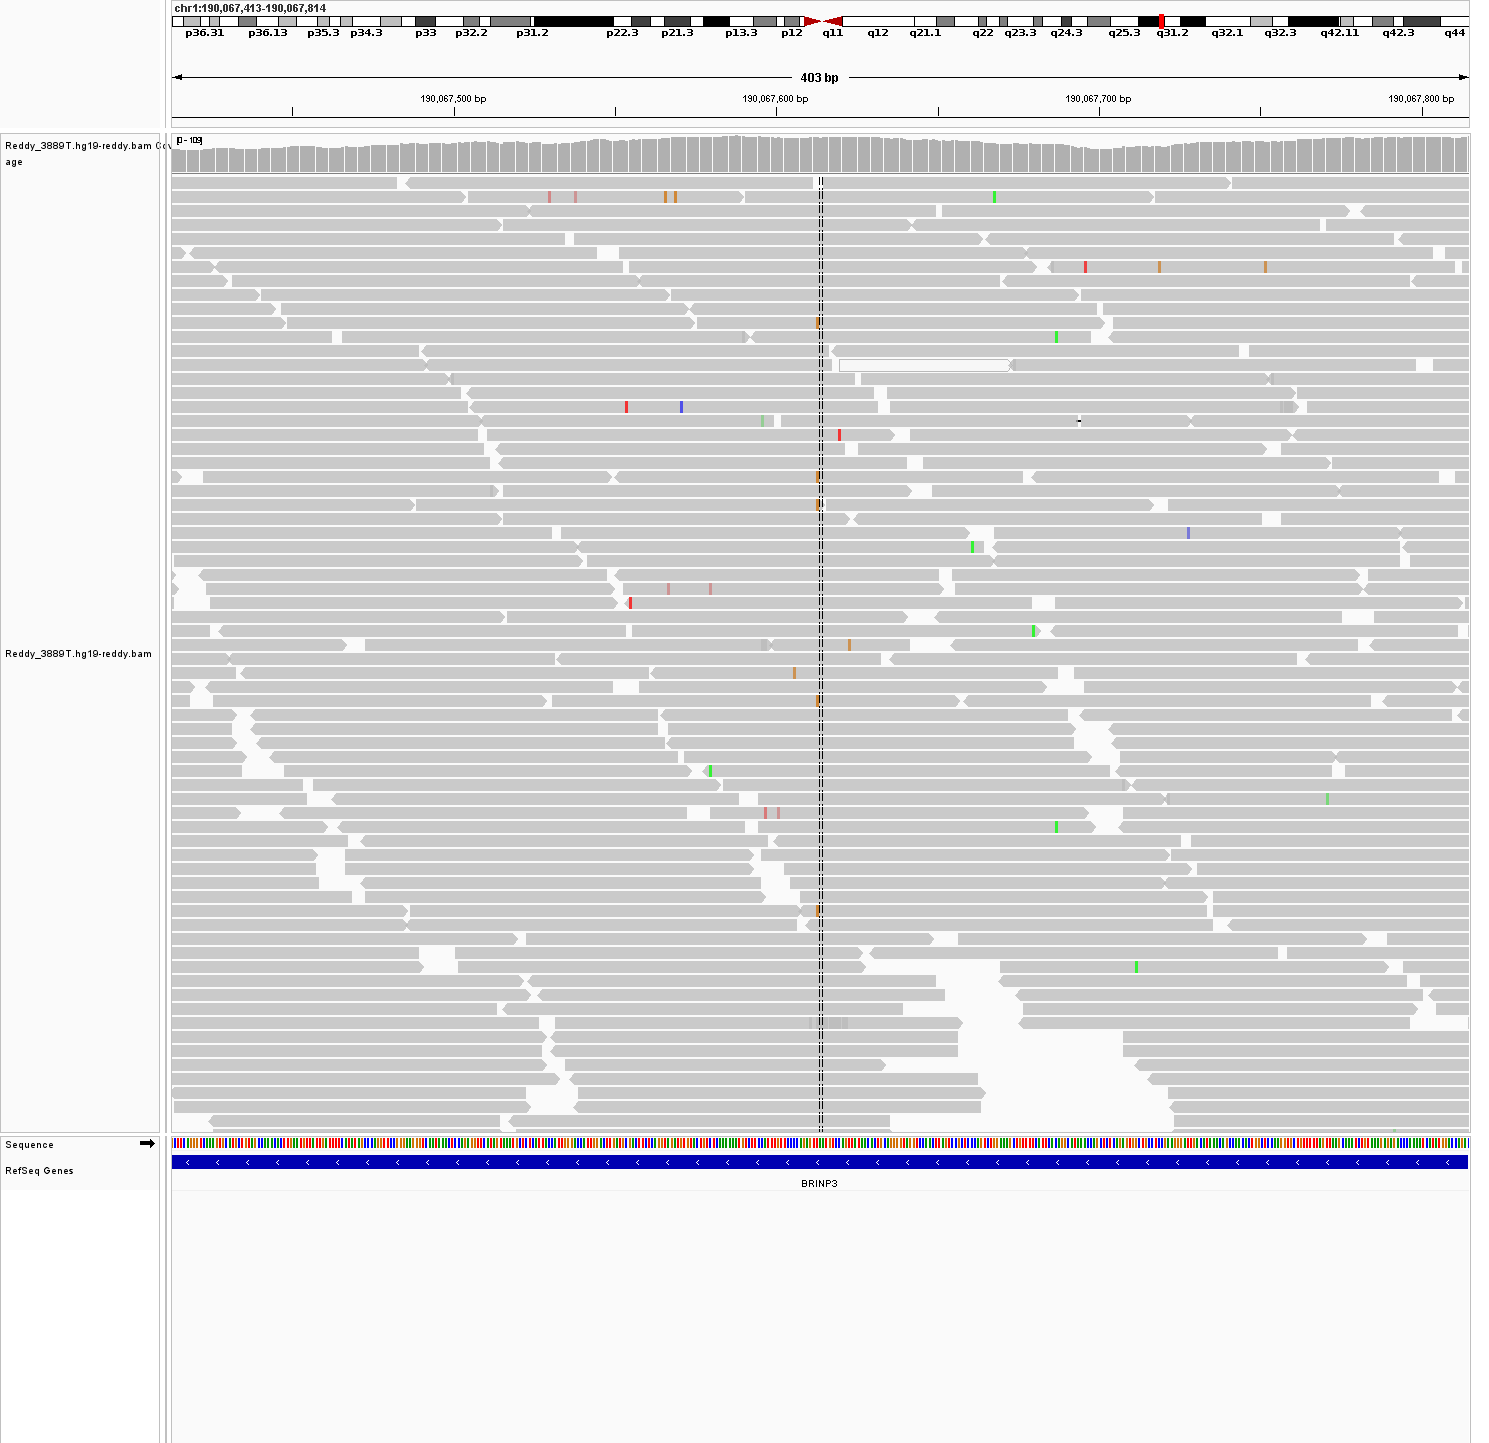 chr1:190,067,413-190,067,814
p36.31 p36.13 p35.3 p34.3 p33 p32.2 p31.2 p22.3 p21.3 p13.3 p12 q11 q12 q21.1 q22 q23.3 q24.3 q25.3 q31.2 q32.1 q32.3 q42.11 q42.3 q44
403 bp
190,067,500 bp 190,067,600 bp 190,067,700 bp 190,067,800 bp
[0 - 109]
Reddy_3889T.hg19-reddy.bam Cov
age
Reddy_3889T.hg19-reddy.bam
Sequence
RefSeq Genes
BRINP3